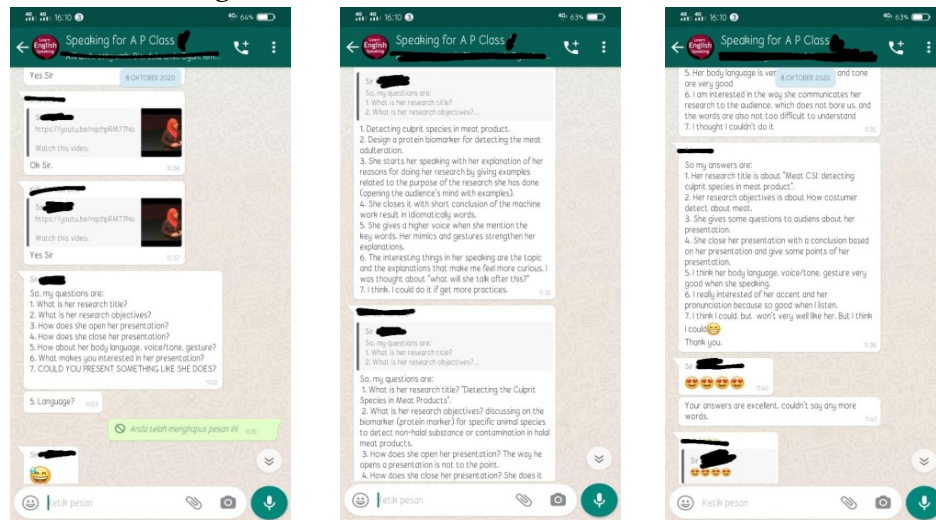 16:10
64%
Learn
English
Speaking
Speaking for A P Class
Yes Sir
8 OKTOBER 2020
https://youtu.be/nqchpRM77No
Watch this video.
Ok Sir.
10.56
https://youtu.be/nqchpRM77No
Watch this video.
Yes Sir
10.57
Sir
So, my questions are:
1. What is her research title?
2. What is her research objectives?
3. How does she open her presentation?
4. How does she close her presentation?
5. How about her body language, voice/tone, gesture?
6. What makes you interested in her presentation?
7. COULD YOU PRESENT SOMETHING LIKE SHE DOES?
11.02
5. Language?
11.03
Anda telah menghapus pesan ini
11.15
Ketik pesan
16:10
63%
Learn
English
Speaking
Speaking for A P Class
Sir
So, my questions are:
1. What is her research title?
2. What is her research objectives?...
1. Detecting culprit species in meat product.
2. Design a protein biomarker for detecting the meat
adulteration.
3. She starts her speaking with her explanation of her
reasons for doing her research by giving examples
related to the purpose of the research she has done
(opening the audience's mind with examples).
4. She closes it with short conclusion of the machine
work result in idiomatically words.
5. She gives a higher voice when she mention the
key words. Her mimics and gestures strengthen her
explanations.
6. The interesting things in her speaking are the topic
and the explanations that make me feel more curious. I
was thought about "what will she talk after this?"
7. I think, I could do it if get more practices.
11.32
Sir
So, my questions are:
1. What is her research title?
2. What is her research objectives?...
So, my questions are:
1. What is her research title? "Detecting the Culprit
Species in Meat Products".
2. What is her research objectives? discussing on the
biomarker (protein marker) for specific animal species
to detect non-halal substance or contamination in halal
meat products.
3. How does she open her presentation? The way he
opens a presentation is not to the point.
4. How does she close her presentation? She does it
Ketik pesan
16:10
63%
Learn
English
Speaking
Speaking for A P Class
5. Her body language is ver
8 OKTOBER 2020
and tone
are very good
6. I am interested in the way she communicates her
research to the audience, which does not bore us, and
the words are also not too difficult to understand
7. I thought I couldn't do it
11.35
So my answers are:
1. Her research title is about "Meat CSI: detecting
culprit species in meat product".
2. Her research objectives is about How costumer
detect about meat.
3. She gives some questions to audiens about her
presentation.
4. She close her presentation with a conclusion based
on her presentation and give some points of her
presentation.
5. I think her body language, voice/tone, gesture very
good when she speaking.
6. I really interested of her accent and her
pronunciation because so good when I listen.
7. I think I could, but won't very well like her. But I think
I could😁
Thank you.
11.38
Sir
😍😍😍😍
11.40
Your answers are excellent, couldn't say any more
words.
11.41
Sir
😍😍😍😍
Ketik pesan